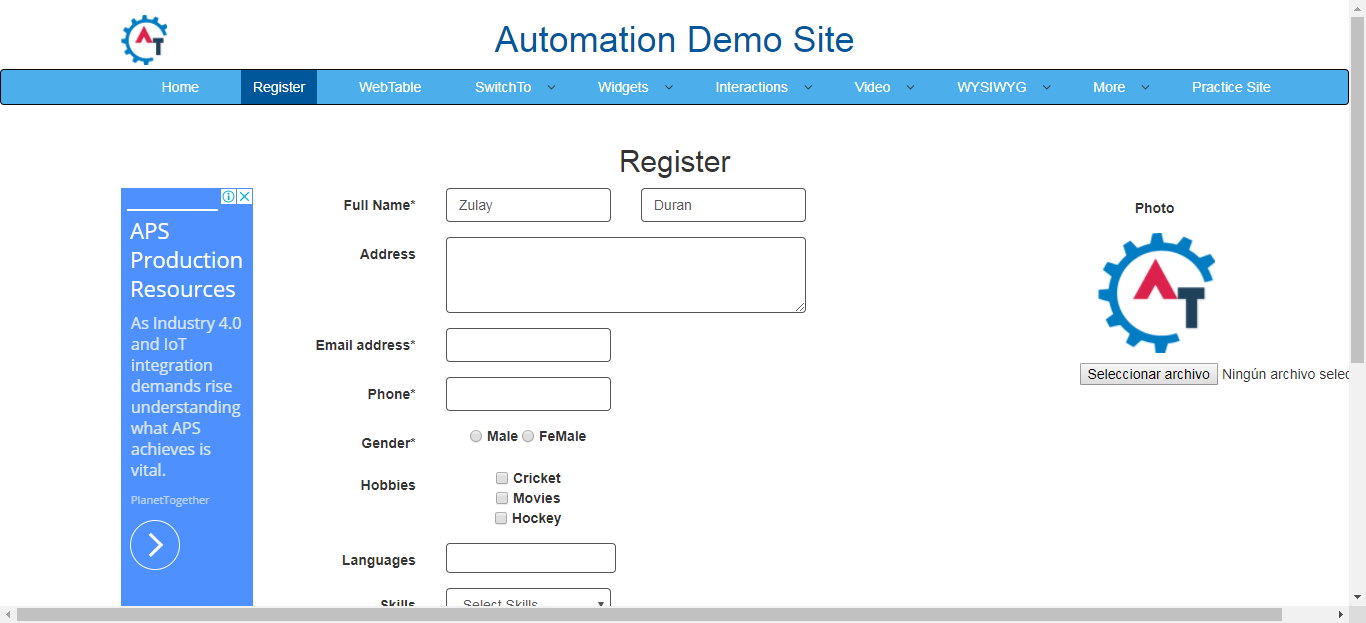 AT
Automation Demo Site
Home Register WebTable SwitchTo Widgets Interactions Video WYSIWYG More Practice Site
Register
APS
Production
Resources
As Industry 4.0
and IoT
integration
demands rise
understanding
what APS
achieves is
vital.
PlanetTogether
Full Name* Zulay Duran
Address
Email address*
Phone*
Gender* Male FeMale
Hobbies Cricket
Movies
Hockey
Languages
Skills Select Skills
Photo
AT
Seleccionar archivo Ningún archivo selec